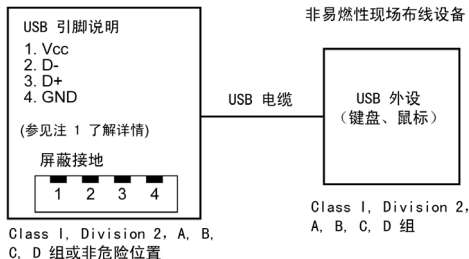 USB 引脚说明
1. Vcc
2. D-
3. D+
4. GND
(参见注 1 了解详情)
屏蔽接地
1 2 3 4
Class I, Division 2, A, B,
C, D 组或非危险位置
USB 电缆
非易燃性现场布线设备
USB 外设
(键盘、鼠标)
Class I, Division 2,
A, B, C, D 组